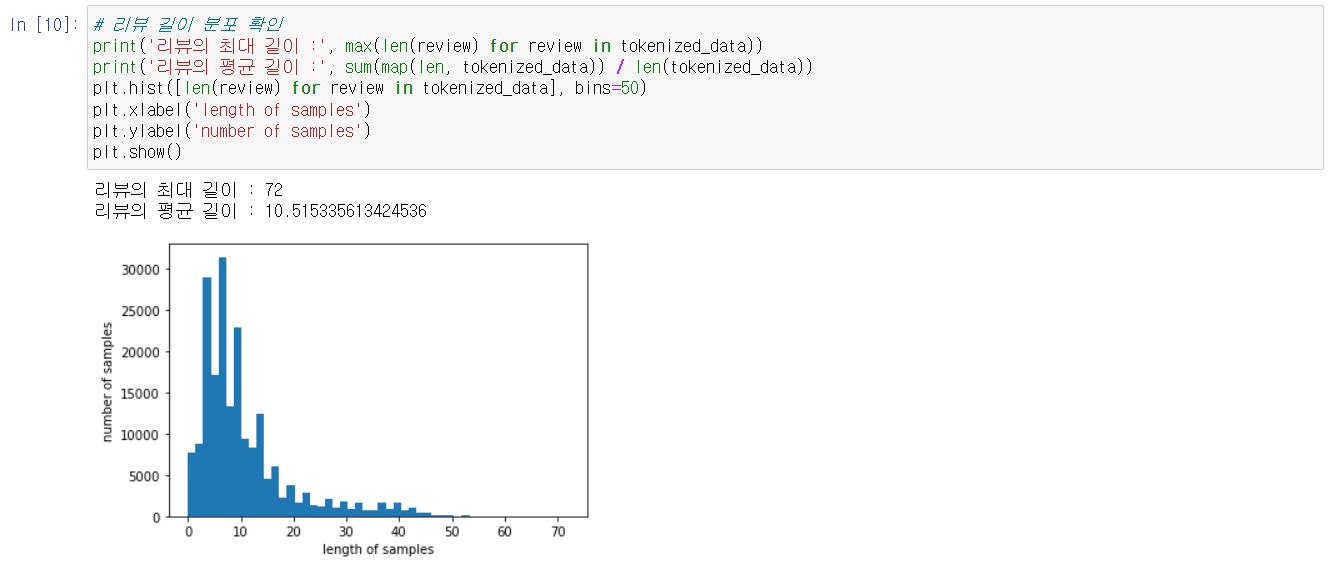 In [10]: # 리뷰 길이 분포 확인
print('리뷰의 최대 길이 :', max(len(review) for review in tokenized_data))
print('리뷰의 평균 길이 :', sum(map(len, tokenized_data)) / len(tokenized_data))
plt.hist([len(review) for review in tokenized_data], bins=50)
plt.xlabel('length of samples')
plt.ylabel('number of samples')
plt.show()
리뷰의 최대 길이 : 72
리뷰의 평균 길이 : 10.515335613424536
number of samples
30000
25000
20000
15000
10000
5000
0
0 10 20 30 40 50 60 70
length of samples